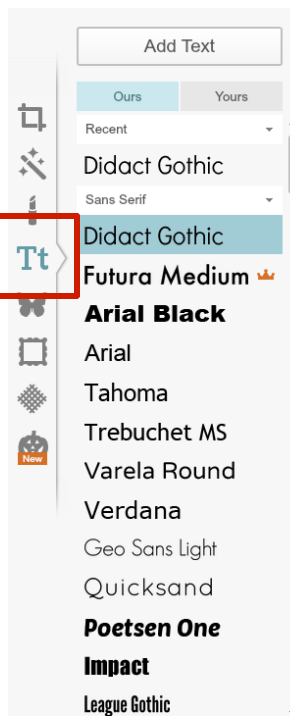 Add Text
Ours Yours
Recent
Didact Gothic
Sans Serif
Didact Gothic
Tt
Futura Medium
Arial Black
Arial
Tahoma
Trebuchet MS
Varela Round
New
Verdana
Geo Sans Light
Quicksand
Poetsen One
Impact
League Gothic